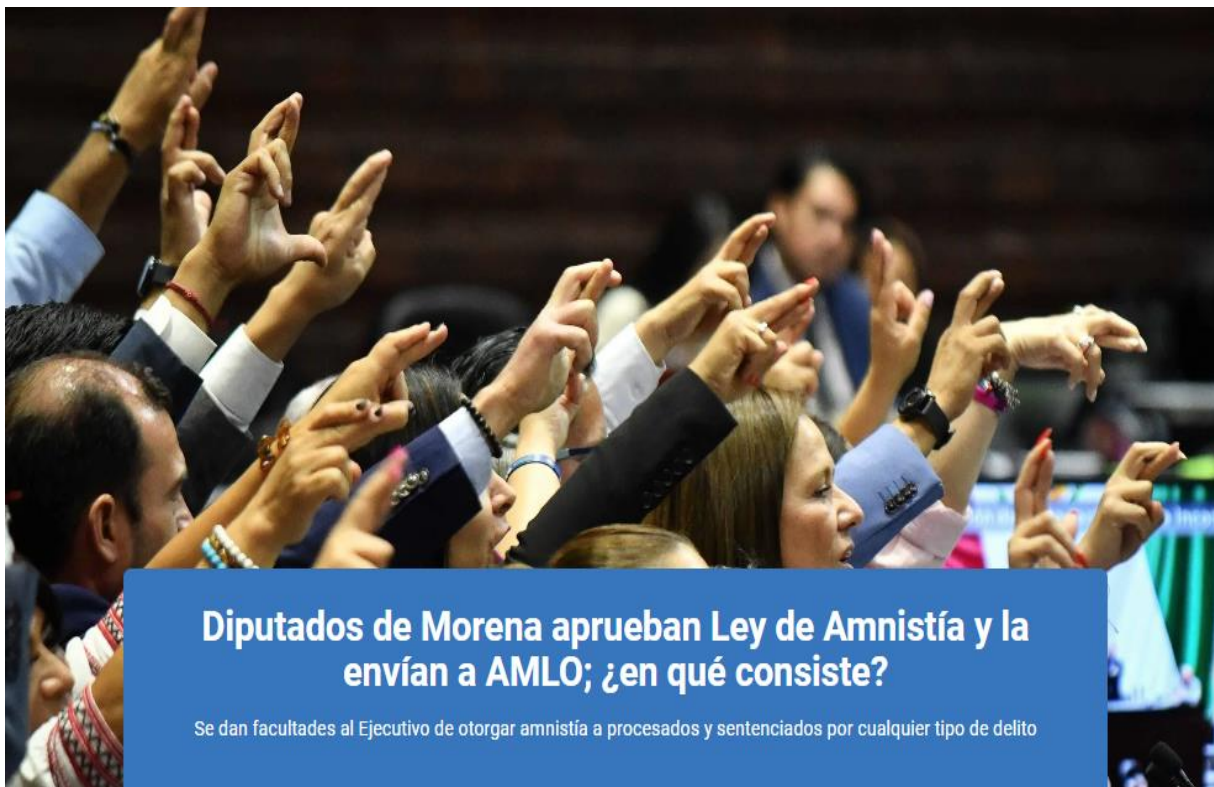 Diputados de Morena aprueban Ley de Amnistía y la
envían a AMLO; ¿en qué consiste?
Se dan facultades al Ejecutivo de otorgar amnistía a procesados y sentenciados por cualquier tipo de delito